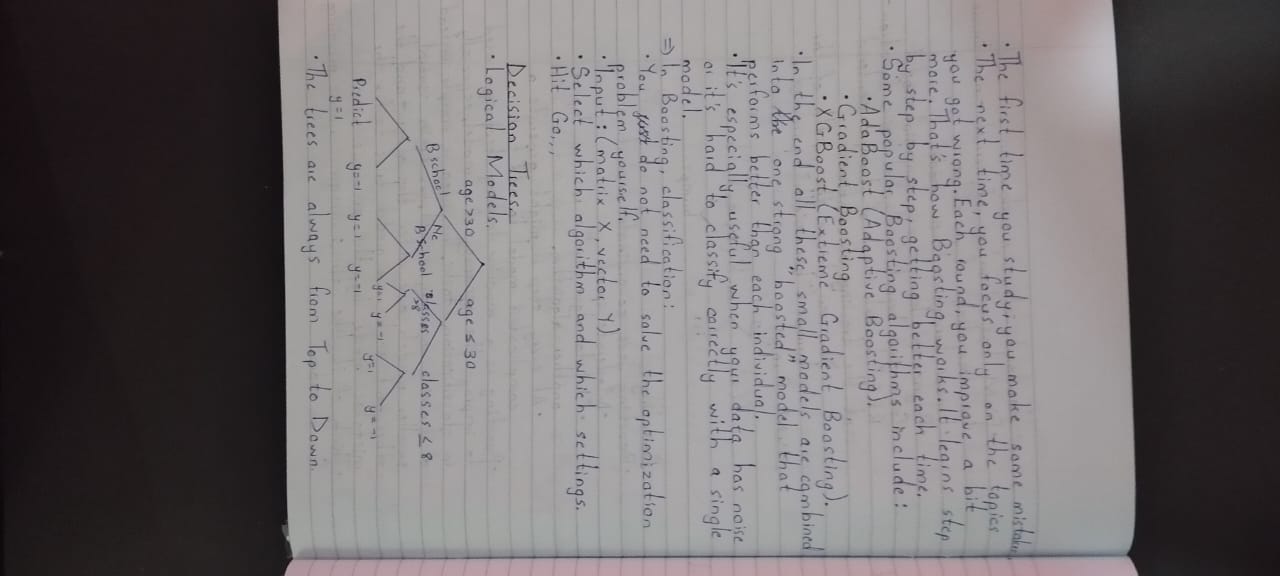 • The first time you study, you make some mistakes.
• The next time, you focus only on the topics
you got wrong. Each round, you improve a bit
more. That's how Boosting works. It begins step
by step by step, getting better each time.
• Some popular Boosting algorithms include:
• AdaBoost (Adaptive Boosting).
• Gradient Boosting
• XGBoost (Extreme Gradient Boosting).
• In the end all these small models are combined
into the one strong "boosted" model that
performs better than each individual.
• It's especially useful when your data has noise
or it's hard to classify correctly with a single
model.
⇒ In Boosting, classification:
• You just do not need to solve the optimization
problem yourself.
• Input: (matrix X, vector Y)
• Select which algorithm and which settings.
• Hit Go,,,
Decision Trees:-
• Logical Models.
age>30 age ≤ 30
Bschool No Bschool classes >8 classes ≤ 8
y=1 y=-1 y=1 y=-1
Predict y=1 y=-1 y=1 y=-1
• The trees are always from Top to Down.